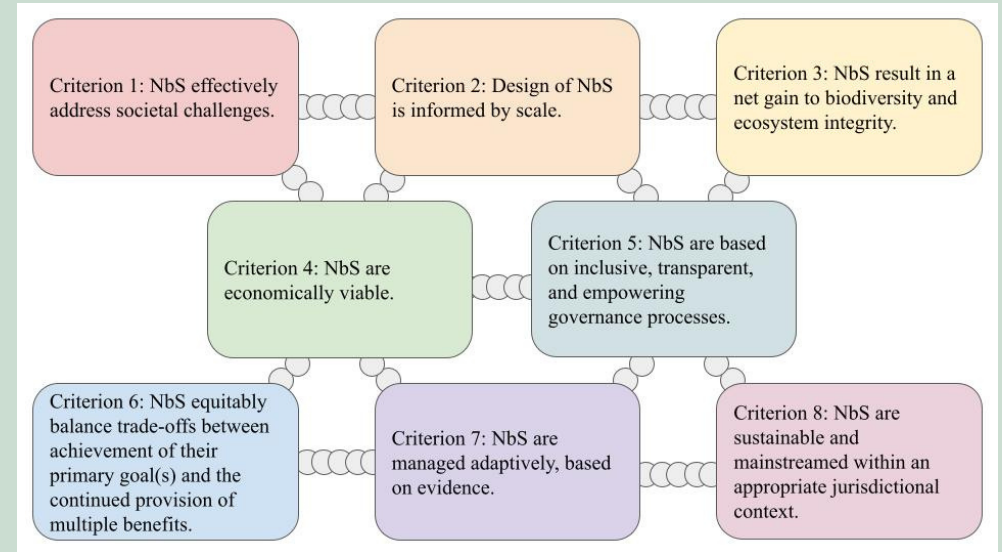 Criterion 1: NbS effectively
address societal challenges.
Criterion 2: Design of NbS
is informed by scale.
Criterion 3: NbS result in a
net gain to biodiversity and
ecosystem integrity.
Criterion 4: NbS are
economically viable.
Criterion 5: NbS are based
on inclusive, transparent,
and empowering
governance processes.
Criterion 6: NbS equitably
balance trade-offs between
achievement of their
primary goal(s) and the
continued provision of
multiple benefits.
Criterion 7: NbS are
managed adaptively, based
on evidence.
Criterion 8: NbS are
sustainable and
mainstreamed within an
appropriate jurisdictional
context.